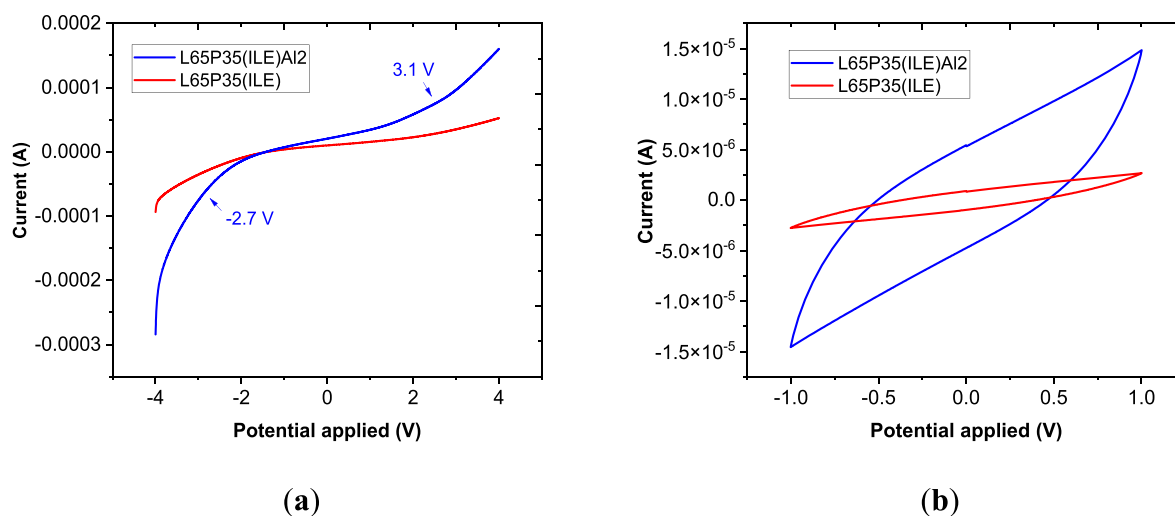 0.0002
0.0001
0.0000
-0.0001
-0.0002
-0.0003
Current (A)
L65P35(ILE)Al2
L65P35(ILE)
3.1 V
-2.7 V
-4
-2
0
2
4
Potential applied (V)
(a)
1.5×10⁻⁵
1.0×10⁻⁵
5.0×10⁻⁶
0.0
-5.0×10⁻⁶
-1.0×10⁻⁵
-1.5×10⁻⁵
Current (A)
L65P35(ILE)Al2
L65P35(ILE)
-1.0
-0.5
0.0
0.5
1.0
Potential applied (V)
(b)